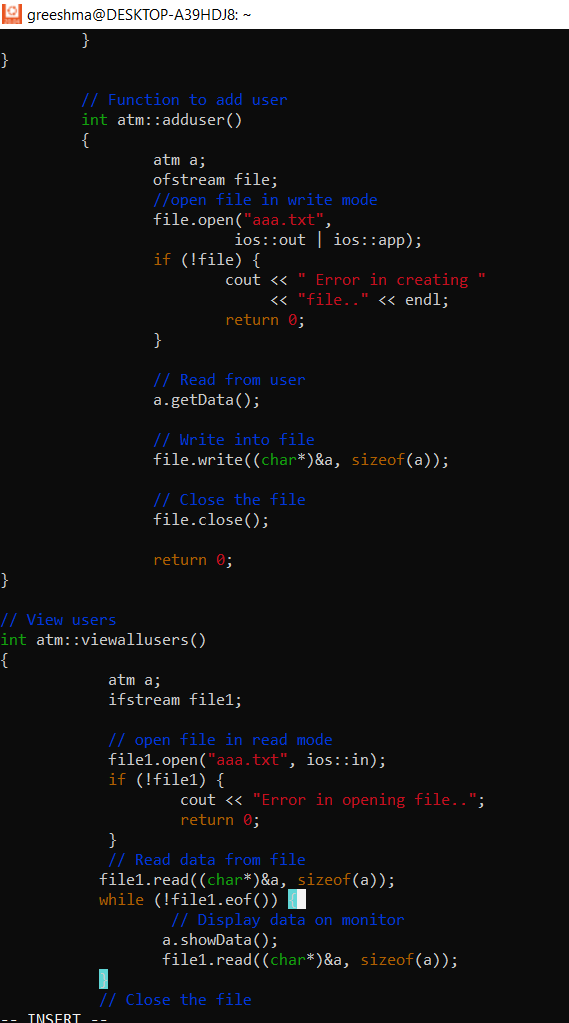 greeshma@DESKTOP-A39HDJ8: ~
        }
}

        // Function to add user
        int atm::adduser()
        {
                atm a;
                ofstream file;
                //open file in write mode
                file.open("aaa.txt",
                         ios::out | ios::app);
                if (!file) {
                        cout << " Error in creating "
                             << "file.." << endl;
                        return 0;
                }

                // Read from user
                a.getData();

                // Write into file
                file.write((char*)&a, sizeof(a));

                // Close the file
                file.close();

                return 0;
}

// View users
int atm::viewallusers()
{
            atm a;
            ifstream file1;

            // open file in read mode
            file1.open("aaa.txt", ios::in);
            if (!file1) {
                    cout << "Error in opening file..";
                    return 0;
            }
            // Read data from file
           file1.read((char*)&a, sizeof(a));
           while (!file1.eof()) {
                   // Display data on monitor
                  a.showData();
                  file1.read((char*)&a, sizeof(a));
           }
           // Close the file
-- INSERT --